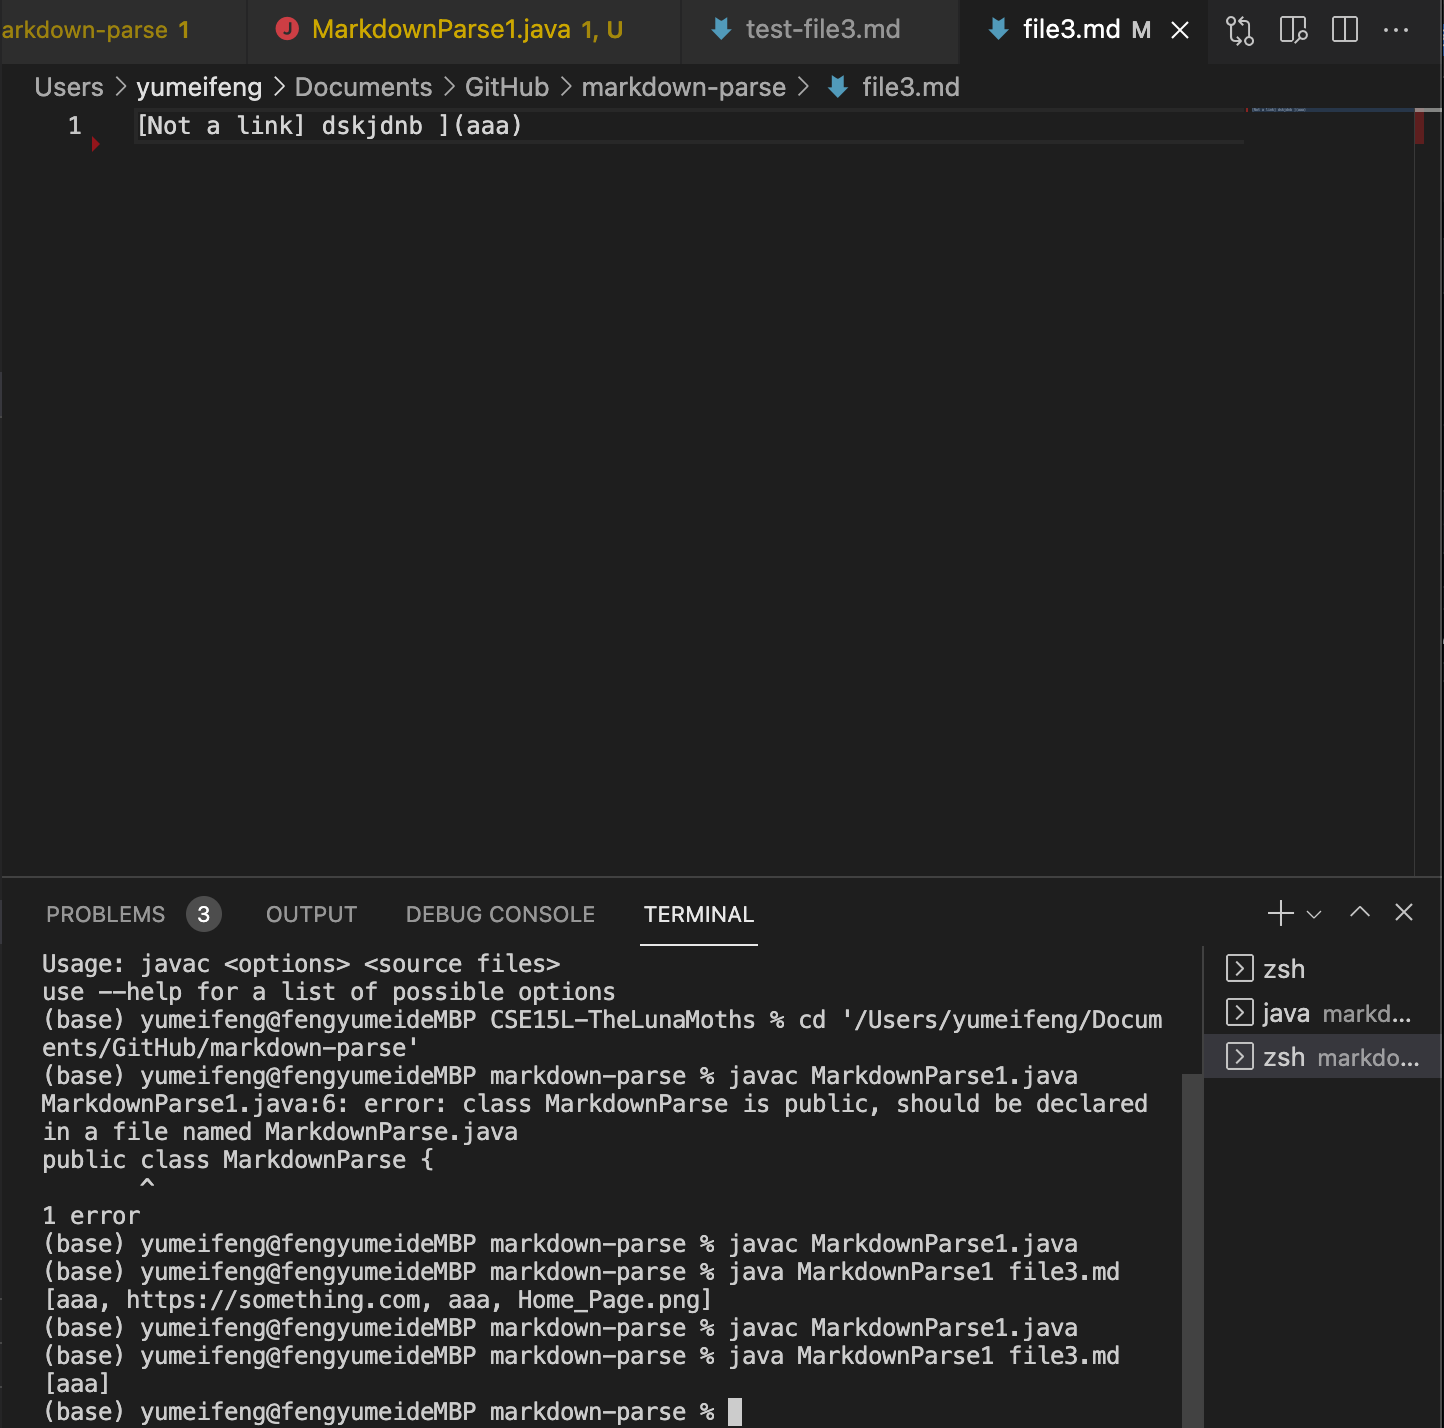 arkdown-parse 1
J MarkdownParse1.java 1, U
test-file3.md
file3.md M
Users > yumeifeng > Documents > GitHub > markdown-parse > file3.md
1 [Not a link] dskjdnb ](aaa)
PROBLEMS 3 OUTPUT DEBUG CONSOLE TERMINAL
Usage: javac <options> <source files>
use --help for a list of possible options
(base) yumeifeng@fengyumeideMBP CSE15L-TheLunaMoths % cd '/Users/yumeifeng/Docum
ents/GitHub/markdown-parse'
(base) yumeifeng@fengyumeideMBP markdown-parse % javac MarkdownParse1.java
MarkdownParse1.java:6: error: class MarkdownParse is public, should be declared
in a file named MarkdownParse.java
public class MarkdownParse {
^
1 error
(base) yumeifeng@fengyumeideMBP markdown-parse % javac MarkdownParse1.java
(base) yumeifeng@fengyumeideMBP markdown-parse % java MarkdownParse1 file3.md
[aaa, https://something.com, aaa, Home_Page.png]
(base) yumeifeng@fengyumeideMBP markdown-parse % javac MarkdownParse1.java
(base) yumeifeng@fengyumeideMBP markdown-parse % java MarkdownParse1 file3.md
[aaa]
(base) yumeifeng@fengyumeideMBP markdown-parse %
zsh
java markd...
zsh markdo...